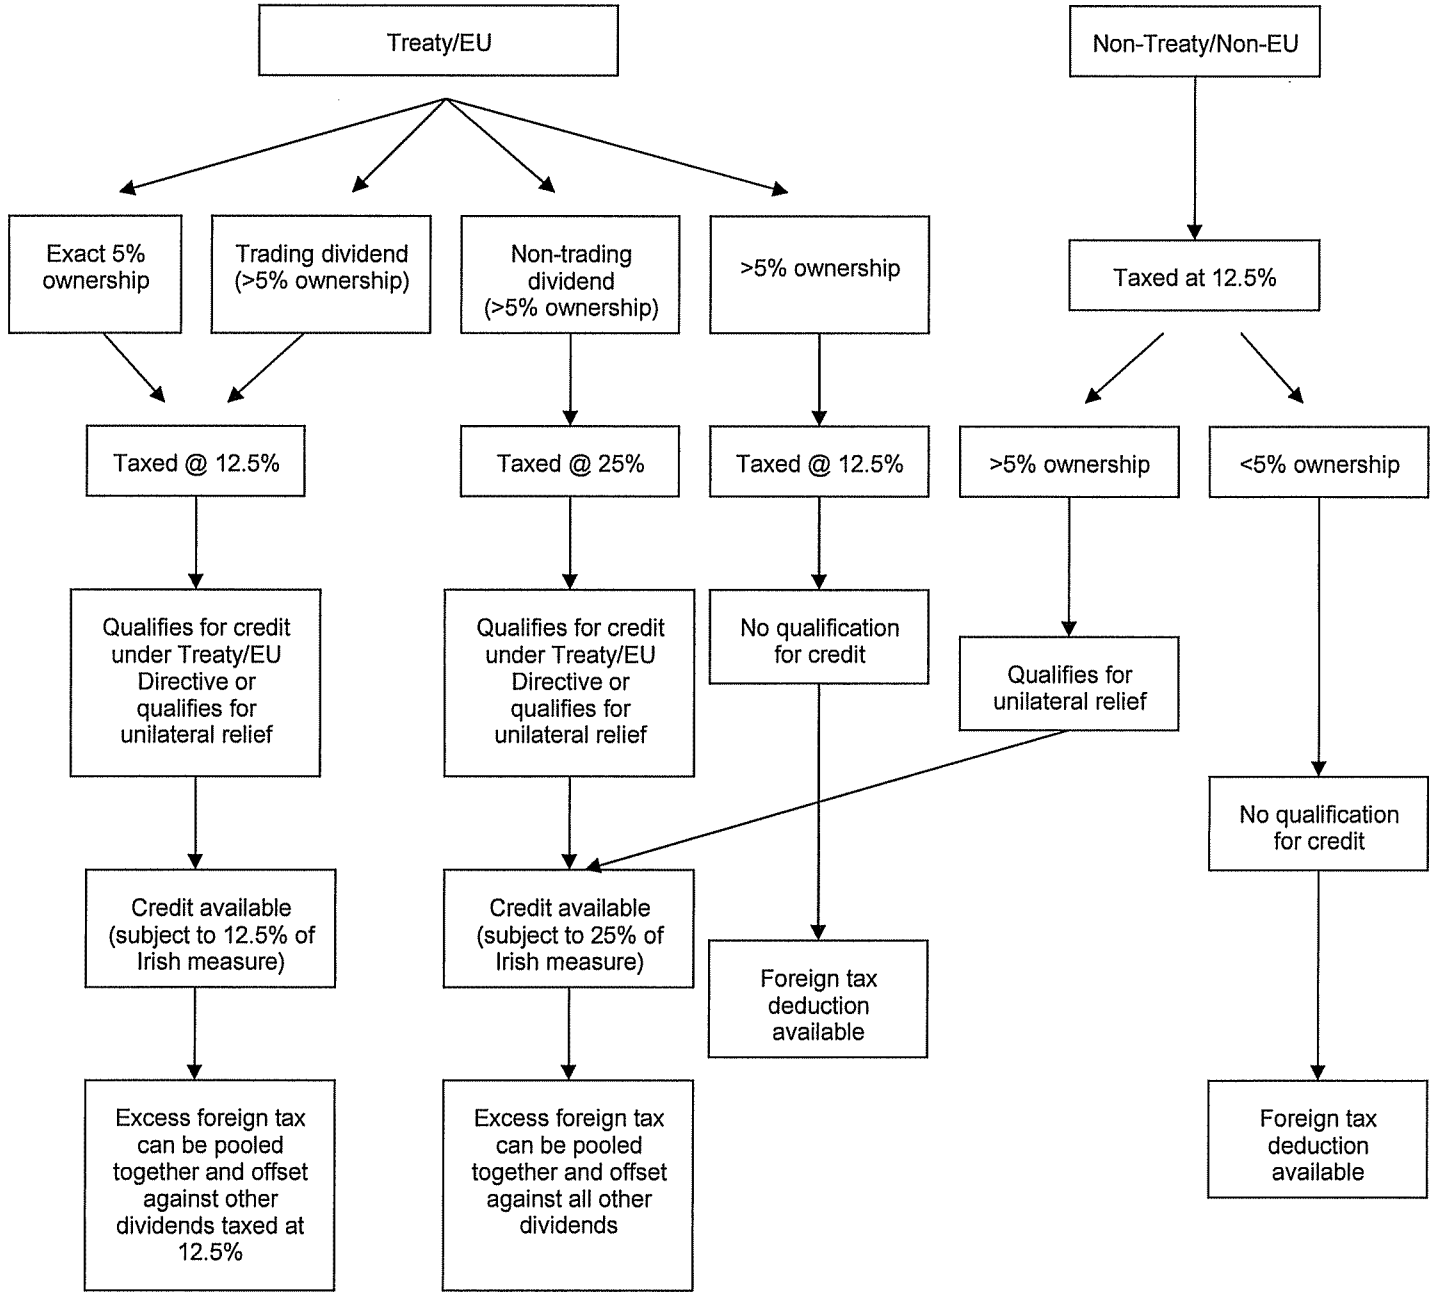 Treaty/EU
Non-Treaty/Non-EU
Exact 5%
ownership
Trading dividend
(>5% ownership)
Non-trading
dividend
(>5% ownership)
>5% ownership
Taxed at 12.5%
Taxed @ 12.5%
Taxed @ 25%
Taxed @ 12.5%
>5% ownership
<5% ownership
Qualifies for credit
under Treaty/EU
Directive or
qualifies for
unilateral relief
Qualifies for credit
under Treaty/EU
Directive or
qualifies for
unilateral relief
No qualification
for credit
Qualifies for
unilateral relief
No qualification
for credit
Credit available
(subject to 12.5% of
Irish measure)
Credit available
(subject to 25% of
Irish measure)
Foreign tax
deduction
available
Excess foreign tax
can be pooled
together and offset
against other
dividends taxed at
12.5%
Excess foreign tax
can be pooled
together and offset
against all other
dividends
Foreign tax
deduction
available